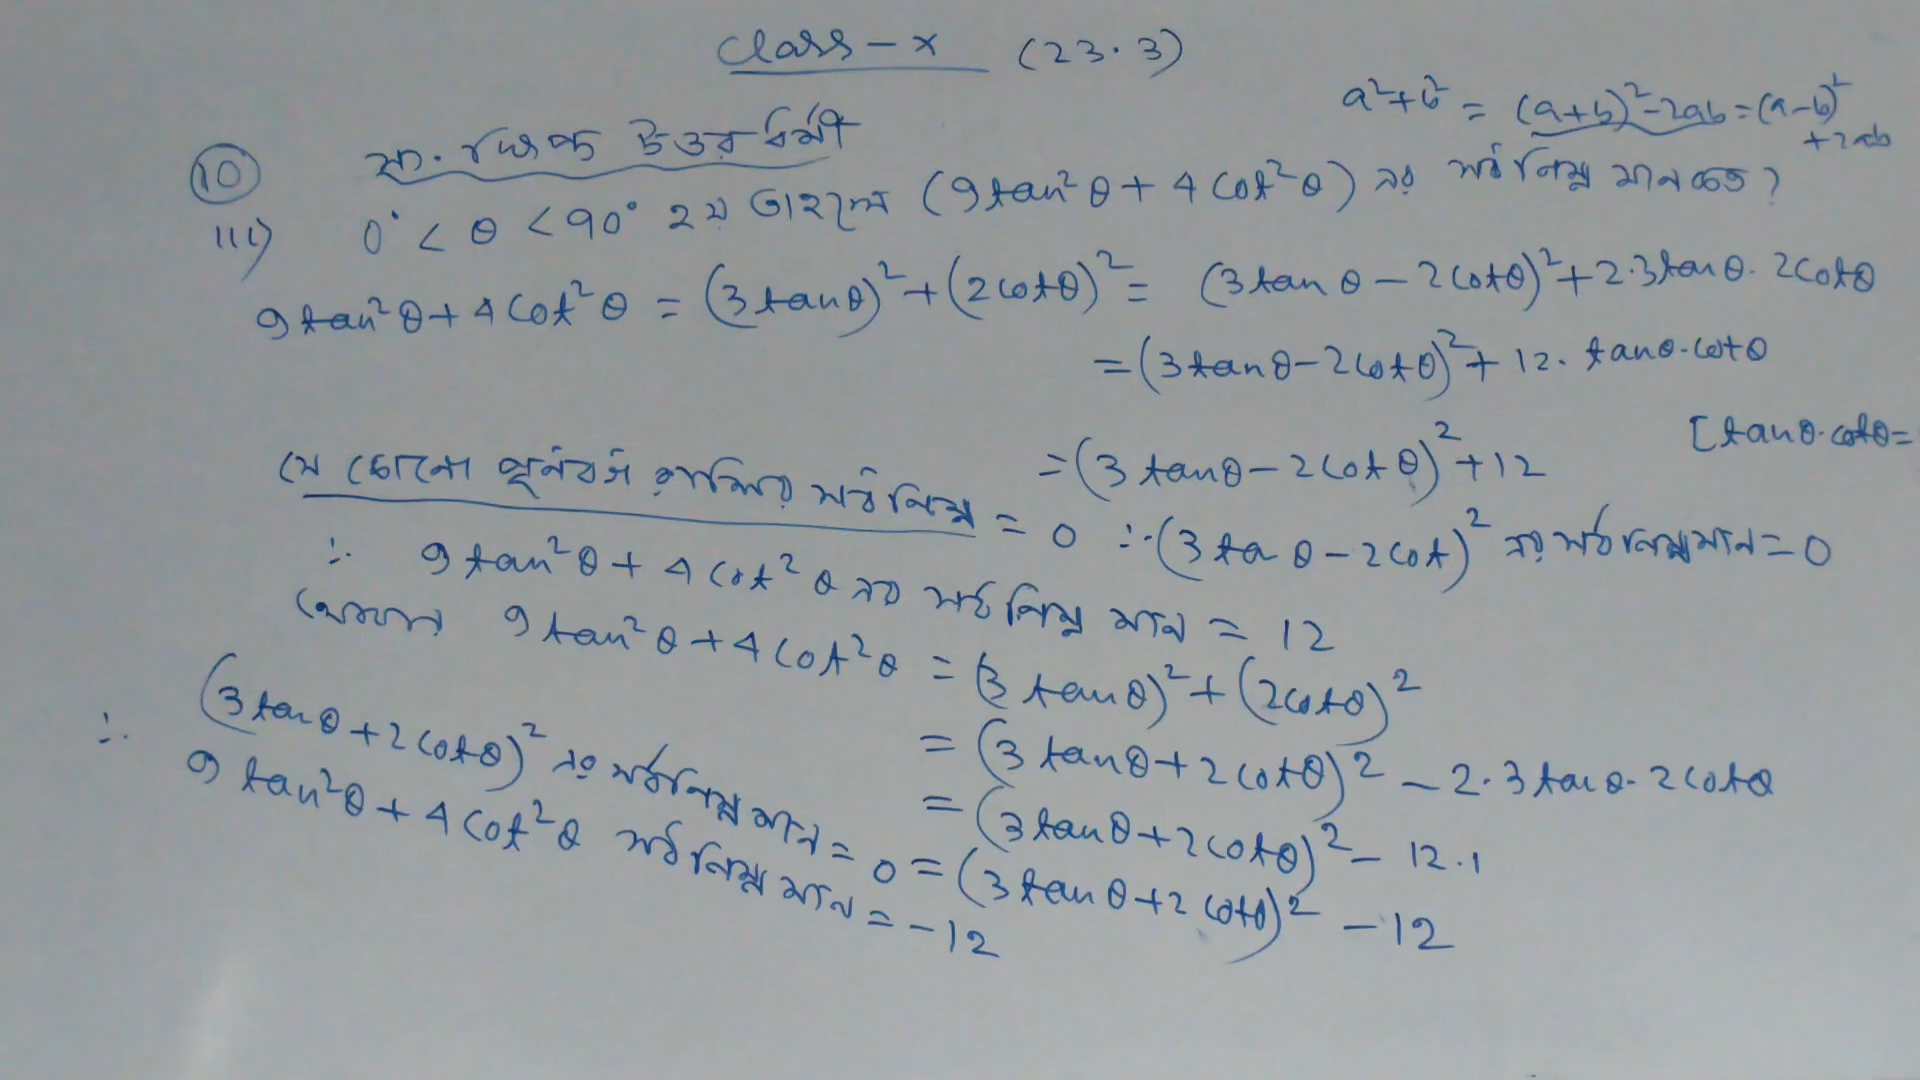 Class - X (23.3)
a²+b² = (a+b)²-2ab = (a-b)²
+2ab
10 সংক্ষিপ্ত উত্তরধর্মী
iii) 0° < θ < 90° হয় তাহলে (9tan²θ + 4cot²θ) এর সর্বনিম্ন মান কত?
9tan²θ + 4cot²θ = (3tanθ)² + (2cotθ)² = (3tanθ - 2cotθ)² + 2·3tanθ·2cotθ
= (3tanθ - 2cotθ)² + 12·tanθ·cotθ
[tanθ·cotθ=
= (3tanθ - 2cotθ)² + 12
যে কোনো পূর্ণবর্গ রাশির সর্বনিম্ন = 0 ∴ (3taθ - 2cot)² এর সর্বনিম্ন মান = 0
∴ 9tan²θ + 4cot²θ এর সর্বনিম্ন মান = 12
9tan²θ + 4cot²θ = (3tanθ)² + (2cotθ)²
= (3tanθ + 2cotθ)² - 2·3tanθ·2cotθ
= (3tanθ + 2cotθ)² - 12.1
= (3tanθ + 2cotθ)² - 12
∴ (3tanθ + 2cotθ)² এর সর্বনিম্ন মান = 0
9tan²θ + 4cot²θ সর্বনিম্ন মান = -12